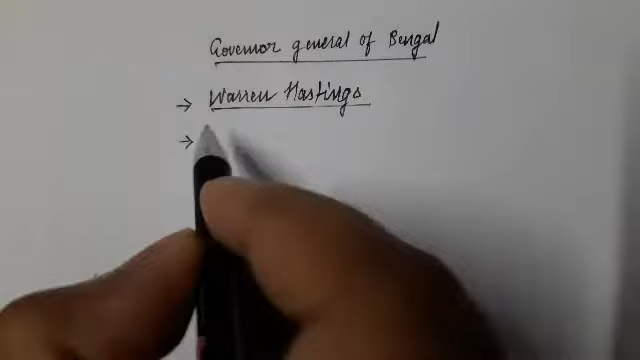 Governor general of Bengal
→ Warren Hastings
→